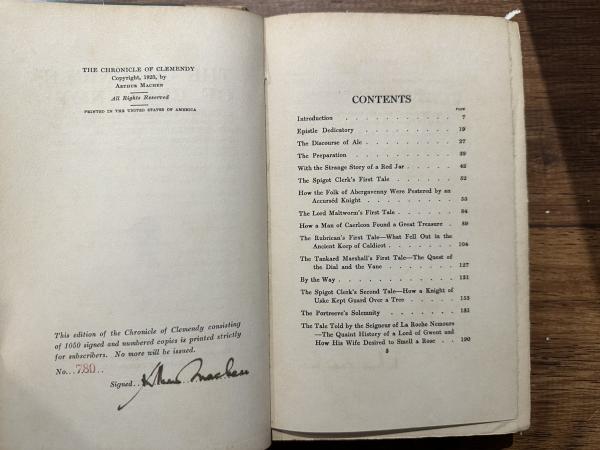 THE CHRONICLE OF CLEMENDY
Copyright, 1923, by
ARTHUR MACHEN
All Rights Reserved
PRINTED IN THE UNITED STATES OF AMERICA
This edition of the Chronicle of Clemendy consisting
of 1050 signed and numbered copies is printed strictly
for subscribers. No more will be issued.
No...780..
Signed..Arthur Machen
CONTENTS
PAGE
Introduction . . . . . . . . . . . 7
Epistle Dedicatory . . . . . . . . . . 19
The Discourse of Ale . . . . . . . . . 27
The Preparation . . . . . . . . . . 39
With the Strange Story of a Red Jar . . . . . 42
The Spigot Clerk's First Tale . . . . . . . 52
How the Folk of Abergavenny Were Pestered by an
Accurséd Knight . . . . . . . . . 53
The Lord Maltworm's First Tale . . . . . . 84
How a Man of Caerleon Found a Great Treasure . 89
The Rubrican's First Tale—What Fell Out in the
Ancient Keep of Caldicot . . . . . . . 104
The Tankard Marshall's First Tale—The Quest of
the Dial and the Vane . . . . . . . 127
By the Way . . . . . . . . . . . 131
The Spigot Clerk's Second Tale—How a Knight of
Uske Kept Guard Over a Tree . . . . . . 153
The Portreeve's Solemnity . . . . . . . 185
The Tale Told by the Seigneur of La Roche Nemours
—The Quaint History of a Lord of Gwent and
How His Wife Desired to Smell a Rose . . . 190
5